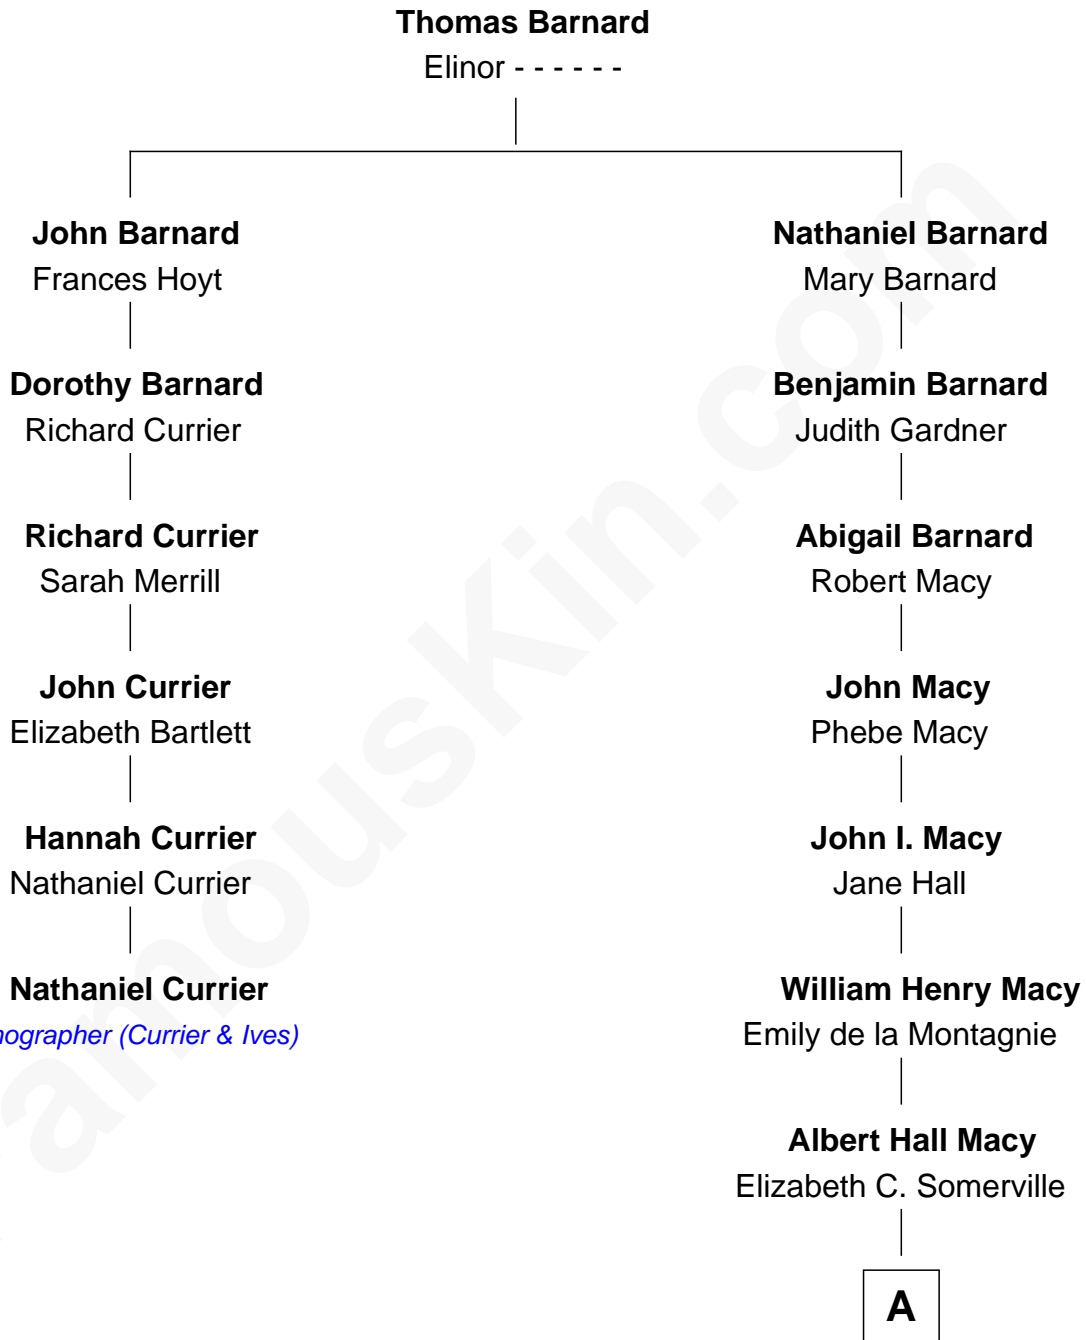 Thomas Barnard
Elinor - - - - - -
John Barnard
Frances Hoyt
Nathaniel Barnard
Mary Barnard
Dorothy Barnard
Richard Currier
Benjamin Barnard
Judith Gardner
Richard Currier
Sarah Merrill
Abigail Barnard
Robert Macy
John Currier
Elizabeth Bartlett
John Macy
Phebe Macy
Hannah Currier
Nathaniel Currier
John I. Macy
Jane Hall
Nathaniel Currier
nographer (Currier & Ives)
William Henry Macy
Emily de la Montagnie
Albert Hall Macy
Elizabeth C. Somerville
A
amouskin.com